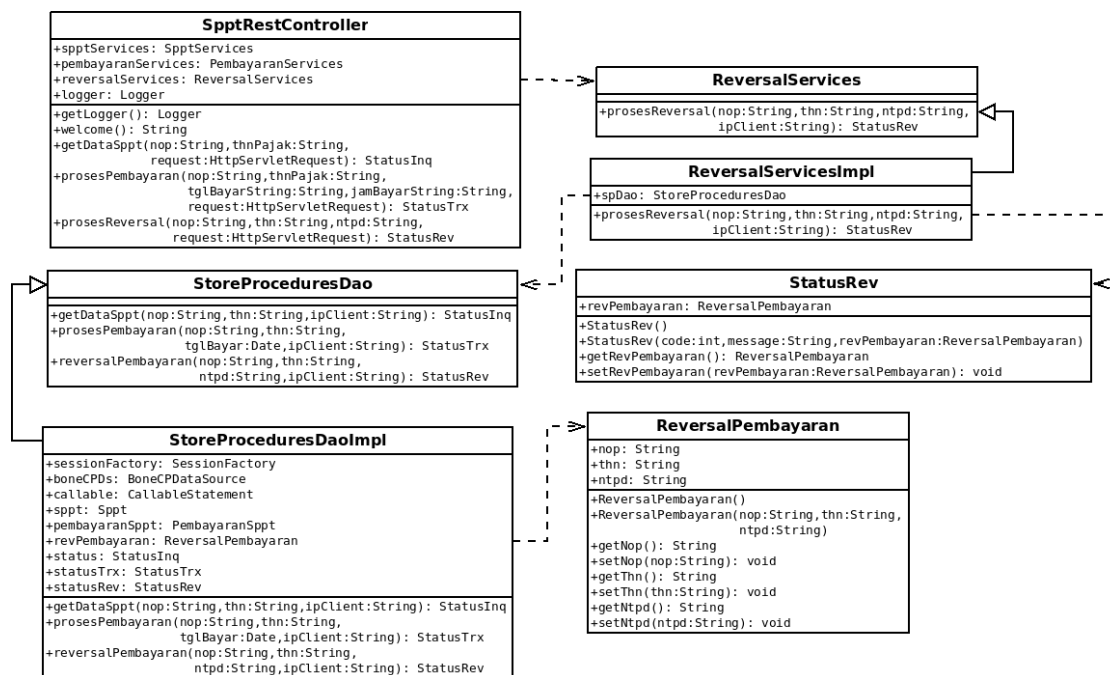 SpptRestController
+spptServices: SpptServices
+pembayaranServices: PembayaranServices
+reversalServices: ReversalServices
+logger: Logger
+getLogger(): Logger
+welcome(): String
+getDataSppt(nop:String,thnPajak:String,
request:HttpServletRequest): StatusInq
+prosesPembayaran(nop:String,thnPajak:String,
tglBayarString:String,jamBayarString:String,
request:HttpServletRequest): StatusTrx
+prosesReversal(nop:String,thn:String,ntpd:String,
request:HttpServletRequest): StatusRev
ReversalServices
+prosesReversal(nop:String,thn:String,ntpd:String,
ipClient:String): StatusRev
ReversalServicesImpl
+spDao: StoreProceduresDao
+prosesReversal(nop:String,thn:String,ntpd:String,
ipClient:String): StatusRev
StoreProceduresDao
+getDataSppt(nop:String,thn:String,ipClient:String): StatusInq
+prosesPembayaran(nop:String,thn:String,
tglBayar:Date,ipClient:String): StatusTrx
+reversalPembayaran(nop:String,thn:String,
ntpd:String,ipClient:String): StatusRev
StatusRev
+revPembayaran: ReversalPembayaran
+StatusRev()
+StatusRev(code:int,message:String,revPembayaran:ReversalPembayaran)
+getRevPembayaran(): ReversalPembayaran
+setRevPembayaran(revPembayaran:ReversalPembayaran): void
StoreProceduresDaoImpl
+sessionFactory: SessionFactory
+boneCPDs: BoneCPDataSource
+callable: CallableStatement
+sppt: Sppt
+pembayaranSppt: PembayaranSppt
+revPembayaran: ReversalPembayaran
+status: StatusInq
+statusTrx: StatusTrx
+statusRev: StatusRev
+getDataSppt(nop:String,thn:String,ipClient:String): StatusInq
+prosesPembayaran(nop:String,thn:String,
tglBayar:Date,ipClient:String): StatusTrx
+reversalPembayaran(nop:String,thn:String,
ntpd:String,ipClient:String): StatusRev
ReversalPembayaran
+nop: String
+thn: String
+ntpd: String
+ReversalPembayaran()
+ReversalPembayaran(nop:String,thn:String,
ntpd:String)
+getNop(): String
+setNop(nop:String): void
+getThn(): String
+setThn(thn:String): void
+getNtpd(): String
+setNtpd(ntpd:String): void